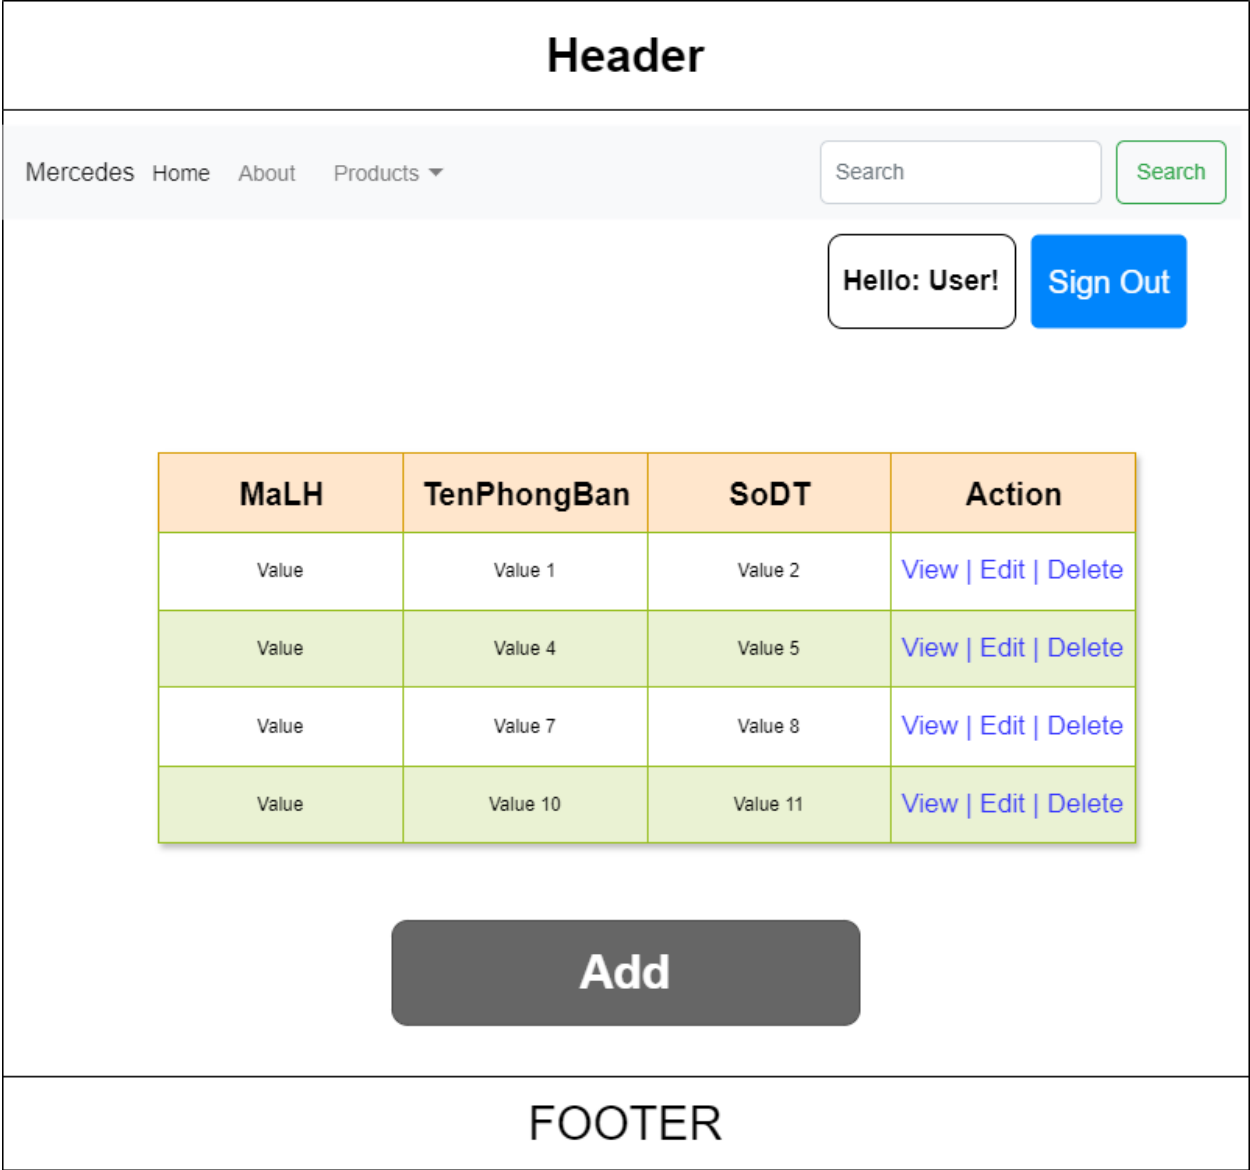 Header
Mercedes Home About Products Search Search
Hello: User! Sign Out
MaLH TenPhongBan SoDT Action
Value Value 1 Value 2 View | Edit | Delete
Value Value 4 Value 5 View | Edit | Delete
Value Value 7 Value 8 View | Edit | Delete
Value Value 10 Value 11 View | Edit | Delete
Add
FOOTER